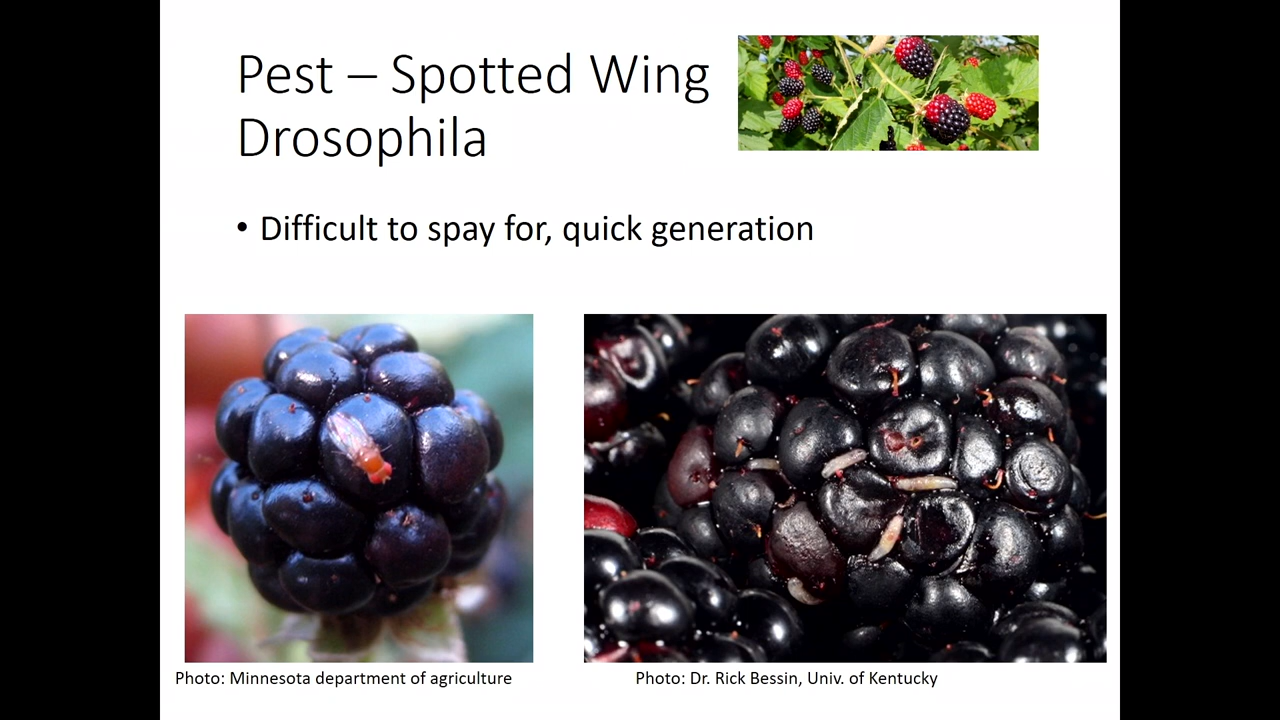 Pest – Spotted Wing
Drosophila
• Difficult to spay for, quick generation
Photo: Minnesota department of agriculture
Photo: Dr. Rick Bessin, Univ. of Kentucky